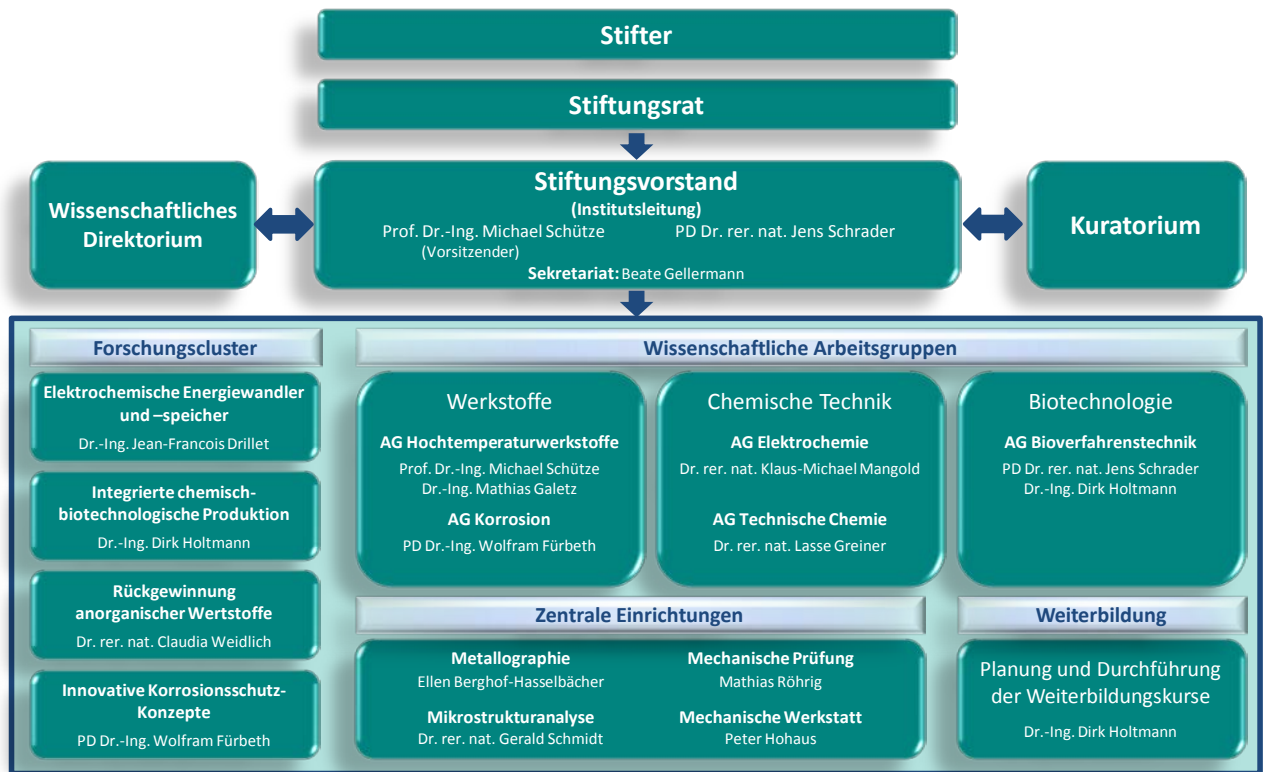 Stifter
Stiftungsrat
Wissenschaftliches
Direktorium
Stiftungsvorstand
(Institutsleitung)
Prof. Dr.-Ing. Michael Schütze PD Dr. rer. nat. Jens Schrader
(Vorsitzender)
Sekretariat: Beate Gellermann
Kuratorium
Forschungscluster
Elektrochemische Energiewandler
und –speicher
Dr.-Ing. Jean-Francois Drillet
Integrierte chemisch-
biotechnologische Produktion
Dr.-Ing. Dirk Holtmann
Rückgewinnung
anorganischer Wertstoffe
Dr. rer. nat. Claudia Weidlich
Innovative Korrosionsschutz-
Konzepte
PD Dr.-Ing. Wolfram Fürbeth
Wissenschaftliche Arbeitsgruppen
Werkstoffe
AG Hochtemperaturwerkstoffe
Prof. Dr.-Ing. Michael Schütze
Dr.-Ing. Mathias Galetz
AG Korrosion
PD Dr.-Ing. Wolfram Fürbeth
Chemische Technik
AG Elektrochemie
Dr. rer. nat. Klaus-Michael Mangold
AG Technische Chemie
Dr. rer. nat. Lasse Greiner
Biotechnologie
AG Bioverfahrenstechnik
PD Dr. rer. nat. Jens Schrader
Dr.-Ing. Dirk Holtmann
Zentrale Einrichtungen
Metallographie
Ellen Berghof-Hasselbächer
Mechanische Prüfung
Mathias Röhrig
Mikrostrukturanalyse
Dr. rer. nat. Gerald Schmidt
Mechanische Werkstatt
Peter Hohaus
Weiterbildung
Planung und Durchführung
der Weiterbildungskurse
Dr.-Ing. Dirk Holtmann